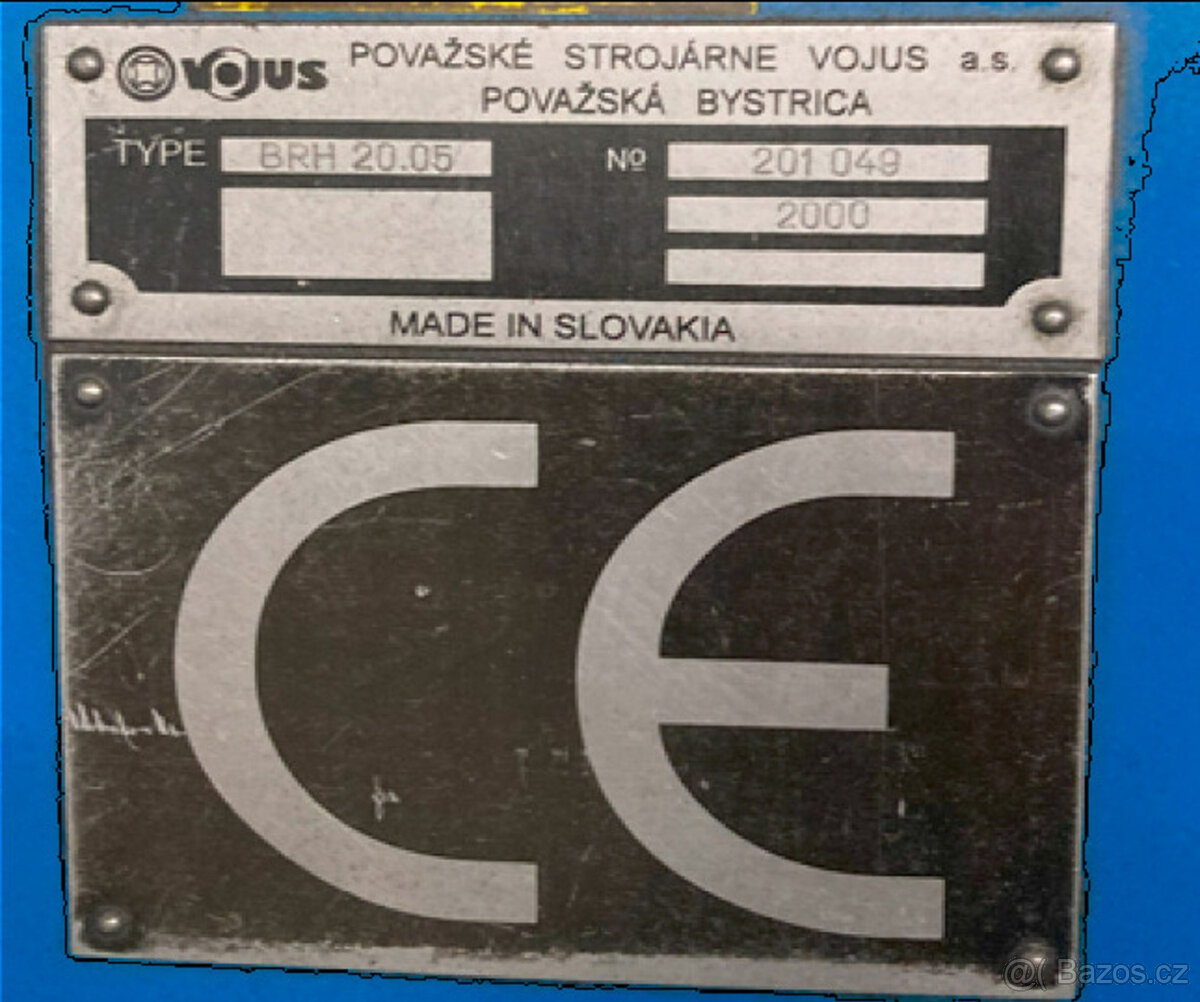 VOJUS POVAŽSKÉ STROJÁRNE VOJUS a.s.
POVAŽSKÁ BYSTRICA
TYPE BRH 20.05 Nº 201 049
2000
MADE IN SLOVAKIA
CE
@( Bazos.cz